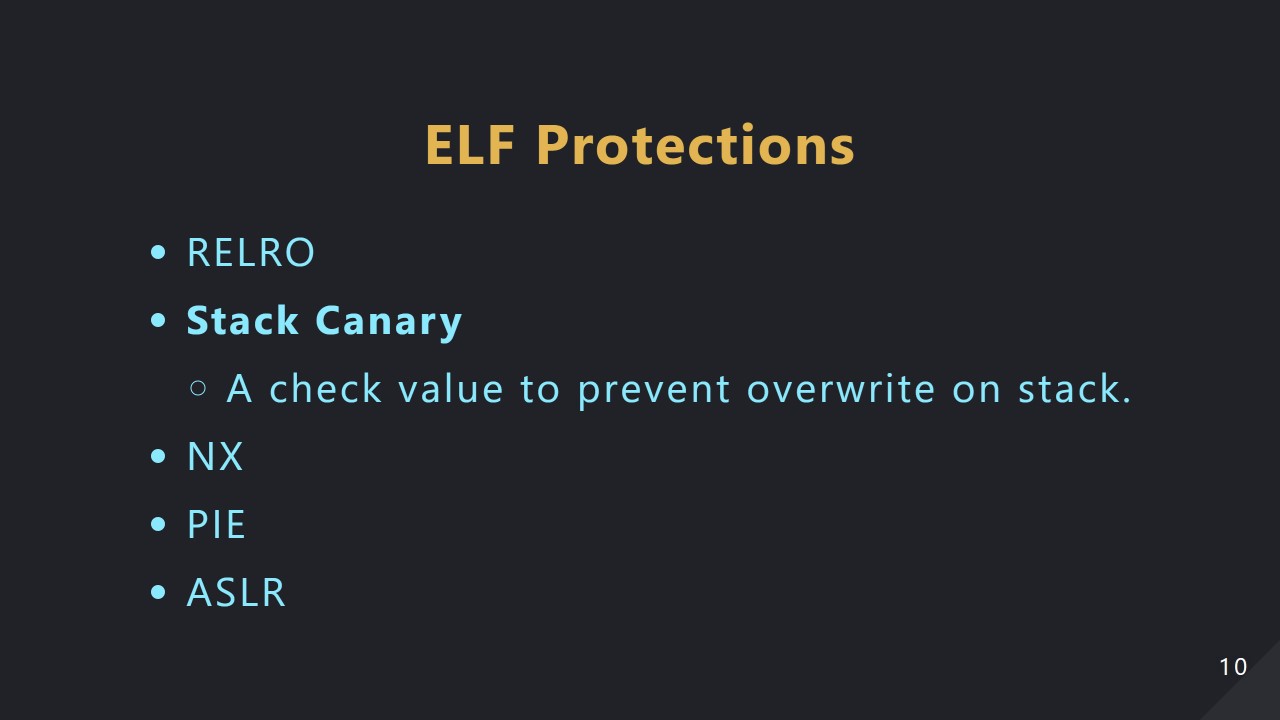 ELF Protections
• RELRO
• Stack Canary
○ A check value to prevent overwrite on stack.
• NX
• PIE
• ASLR
10